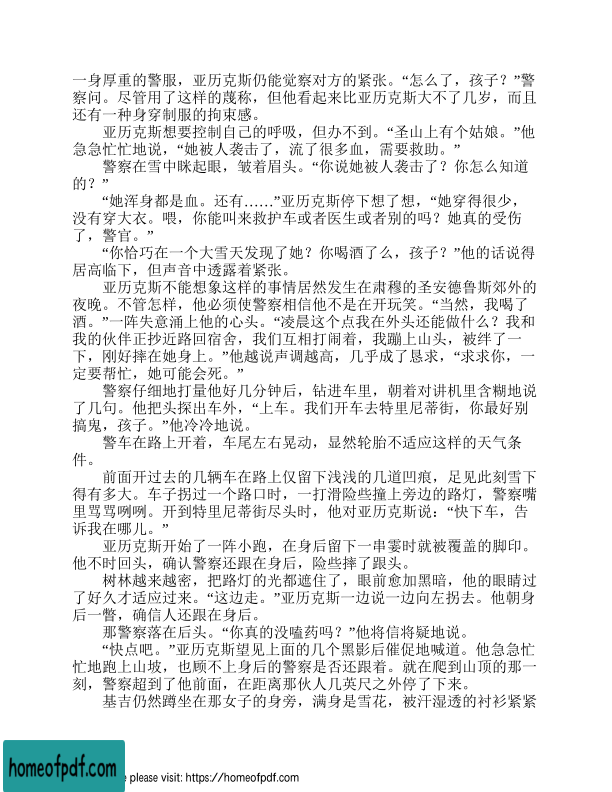 一身厚重的警服，亚历克斯仍能觉察对方的紧张。“怎么了，孩子？”警
察问。尽管用了这样的蔑称，但他看起来比亚历克斯大不了几岁，而且
还有一种身穿制服的拘束感。
亚历克斯想要控制自己的呼吸，但办不到。“圣山上有个姑娘。”他
急急忙忙地说，“她被人袭击了，流了很多血，需要救助。”
警察在雪中眯起眼，皱着眉头。“你说她被人袭击了？你怎么知道
的？”
“她浑身都是血。还有……”亚历克斯停下想了想，“她穿得很少，
没有穿大衣。喂，你能叫来救护车或者医生或者别的吗？她真的受伤
了，警官。”
“你恰巧在一个大雪天发现了她？你喝酒了么，孩子？”他的话说得
居高临下，但声音中透露着紧张。
亚历克斯不能想象这样的事情居然发生在肃穆的圣安德鲁斯郊外的
夜晚。不管怎样，他必须使警察相信他不是在开玩笑。“当然，我喝了
酒。”一阵失意涌上他的心头。“凌晨这个点我在外头还能做什么？我和
我的伙伴正抄近路回宿舍，我们互相打闹着，我蹦上山头，被绊了一
下，刚好摔在她身上。”他越说声调越高，几乎成了恳求，“求求你，一
定要帮忙，她可能会死。”
警察仔细地打量他好几分钟后，钻进车里，朝着对讲机里含糊地说
了几句。他把头探出车外，“上车。我们开车去特里尼蒂街，你最好别
搞鬼，孩子。”他冷冷地说。
警车在路上开着，车尾左右晃动，显然轮胎不适应这样的天气条
件。
前面开过去的几辆车在路上仅留下浅浅的几道凹痕，足见此刻雪下
得有多大。车子拐过一个路口时，一打滑险些撞上旁边的路灯，警察嘴
里骂骂咧咧。开到特里尼蒂街尽头时，他对亚历克斯说：“快下车，告
诉我在哪儿。”
亚历克斯开始了一阵小跑，在身后留下一串霎时就被覆盖的脚印。
他不时回头，确认警察还跟在身后，险些摔了跟头。
树林越来越密，把路灯的光都遮住了，眼前愈加黑暗，他的眼睛过
了好久才适应过来。“这边走。”亚历克斯一边说一边向左拐去。他朝身
后一瞥，确信人还跟在身后。
那警察落在后头。“你真的没嗑药吗？”他将信将疑地说。
“快点吧。”亚历克斯望见上面的几个黑影后催促地喊道。他急急忙
忙地跑上山坡，也顾不上身后的警察是否还跟着。就在爬到山顶的那一
刻，警察超到了他前面，在距离那伙人几英尺之外停了下来。
基吉仍然蹲坐在那女子的身旁，满身是雪花，被汗湿透的衬衫紧紧
homeofpdf.com
please visit: https://homeofpdf.com